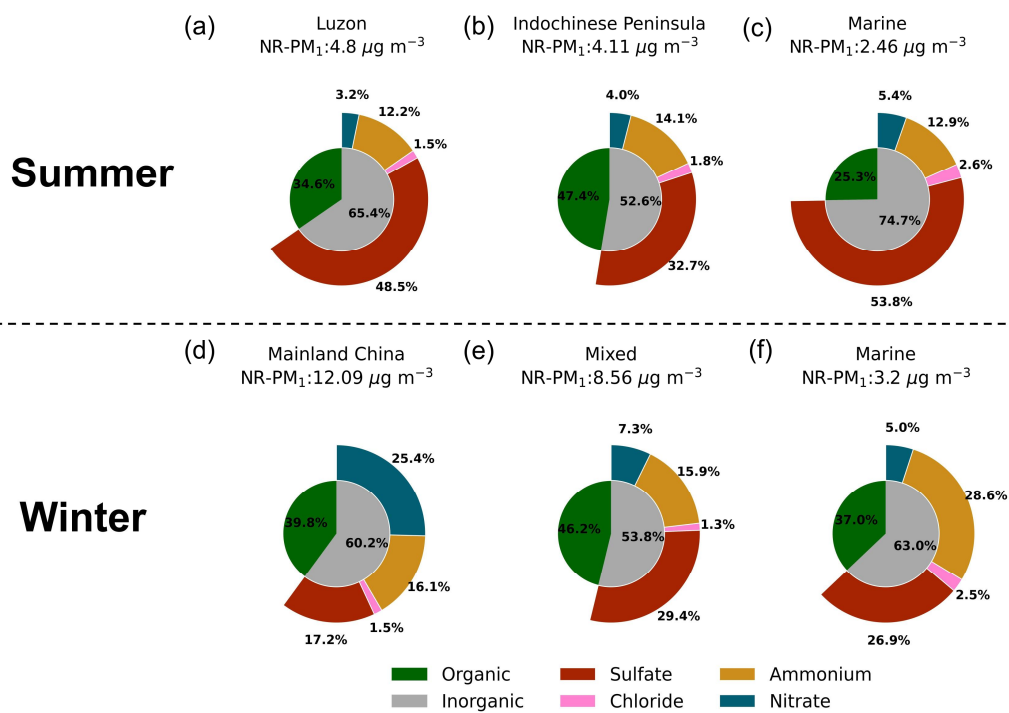 (a)
Luzon
NR-PM₁:4.8 μg m⁻³
3.2%
12.2%
1.5%
34.6%
65.4%
48.5%
(b)
Indochinese Peninsula
NR-PM₁:4.11 μg m⁻³
4.0%
14.1%
1.8%
47.4%
52.6%
32.7%
(c)
Marine
NR-PM₁:2.46 μg m⁻³
5.4%
12.9%
2.6%
25.3%
74.7%
53.8%
Summer
(d)
Mainland China
NR-PM₁:12.09 μg m⁻³
25.4%
39.8%
60.2%
16.1%
1.5%
17.2%
(e)
Mixed
NR-PM₁:8.56 μg m⁻³
7.3%
15.9%
1.3%
46.2%
53.8%
29.4%
(f)
Marine
NR-PM₁:3.2 μg m⁻³
5.0%
28.6%
37.0%
63.0%
2.5%
26.9%
Winter
Organic
Inorganic
Sulfate
Chloride
Ammonium
Nitrate